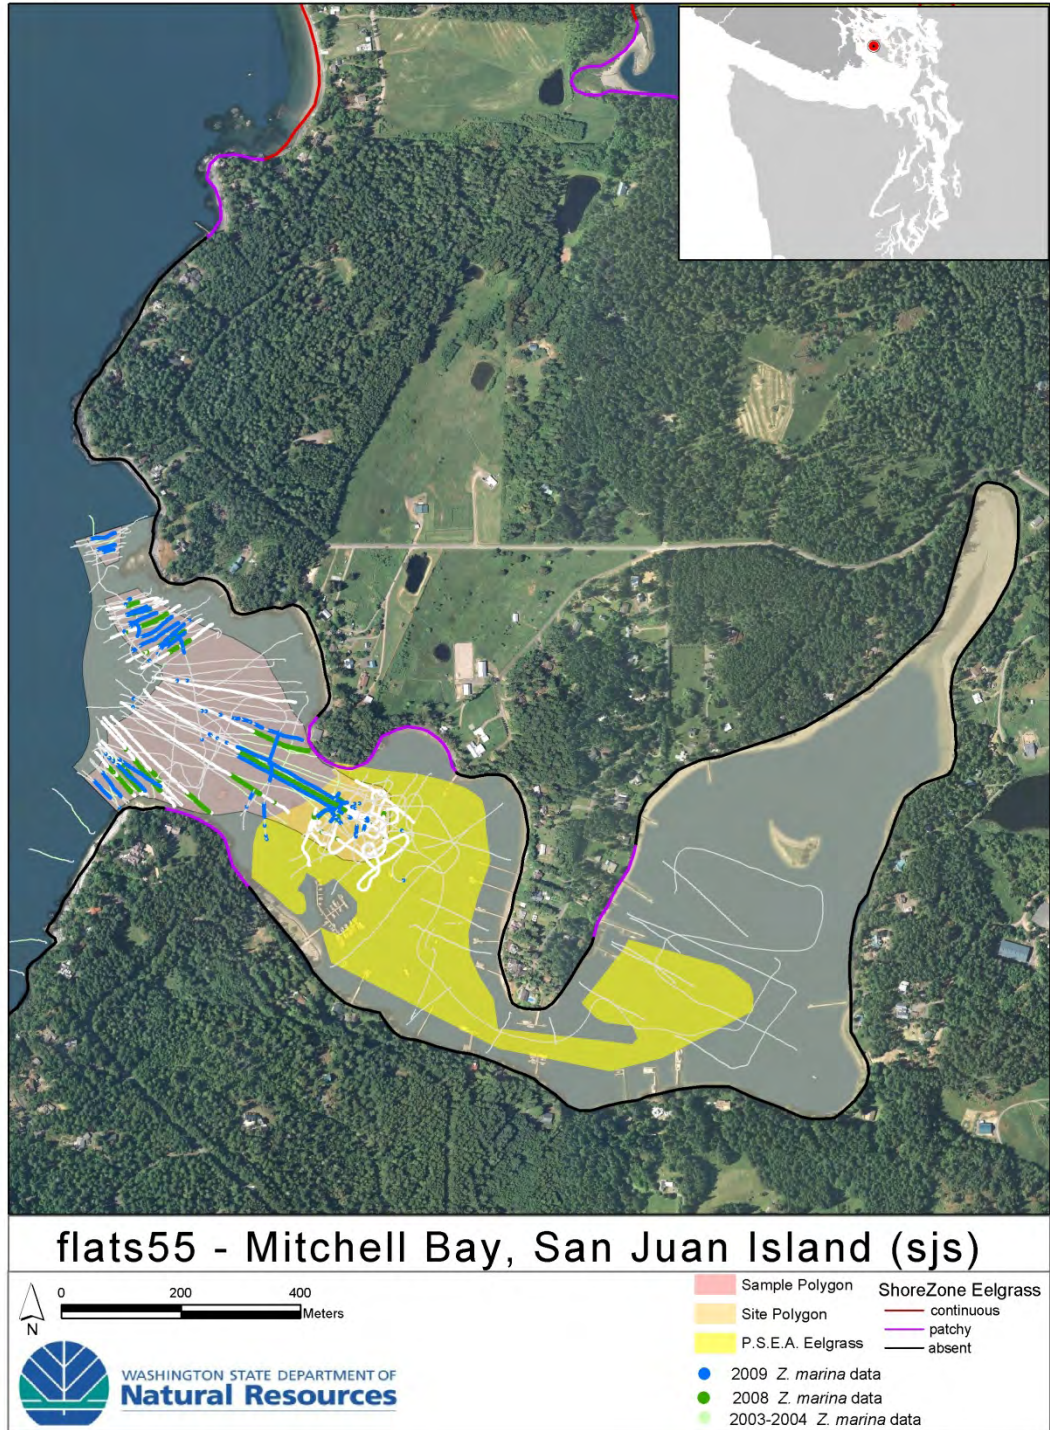 flats55 - Mitchell Bay, San Juan Island (sjs)
0 200 400
Meters
N
WASHINGTON STATE DEPARTMENT OF
Natural Resources
Sample Polygon
Site Polygon
P.S.E.A. Eelgrass
2009 Z. marina data
2008 Z. marina data
2003-2004 Z. marina data
ShoreZone Eelgrass
continuous
patchy
absent